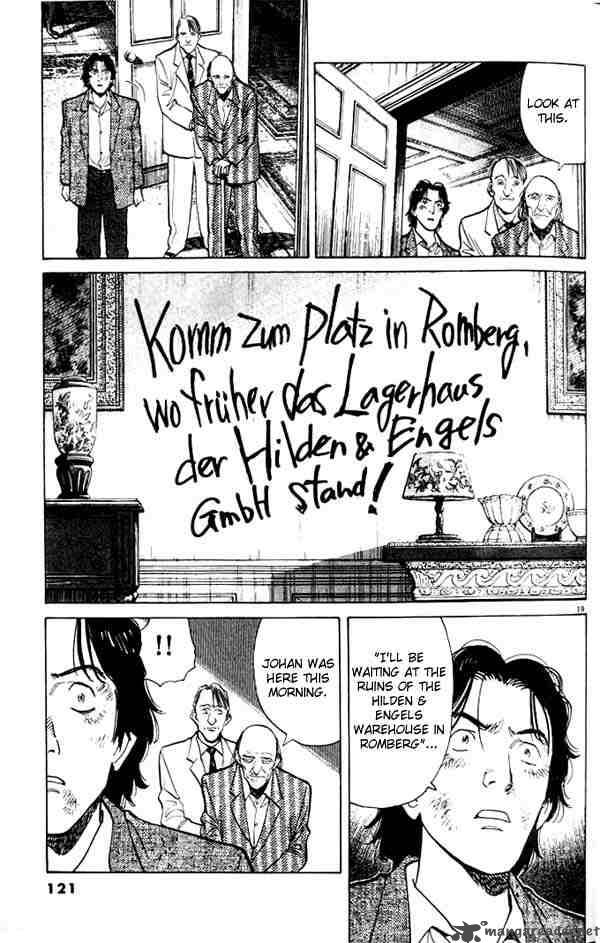 LOOK AT
THIS.
Komm zum Platz in Romberg,
wo früher das Lagerhaus
der Hilden & Engels
GmbH stand!
19
"I'LL BE
WAITING AT THE
RUINS OF THE
HILDEN &
ENGELS
WAREHOUSE IN
ROMBERG"...
JOHAN WAS
HERE THIS
MORNING.
!!
121
mangareader.net